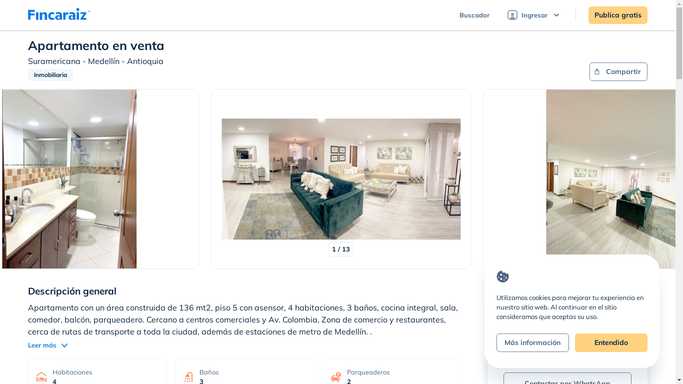 Fincaraiz
Buscador
Ingresar
Publica gratis
Apartamento en venta
Suramericana - Medellín - Antioquia
Inmobiliaria
Compartir
1 / 13
Descripción general
Apartamento con un área construida de 136 mt2, piso 5 con asensor, 4 habitaciones, 3 baños, cocina integral, sala,
comedor, balcón, parqueadero. Cercano a centros comerciales y Av. Colombia, Zona de comercio y restaurantes,
cerca de rutas de transporte a toda la ciudad, además de estaciones de metro de Medellín. .
Leer más
Habitaciones
4
Baños
3
Parqueaderos
2
Utilizamos cookies para mejorar tu experiencia en
nuestro sitio web. Al continuar en el sitio
consideramos que aceptas su uso.
Más información
Entendido
Contactar por WhatsApp